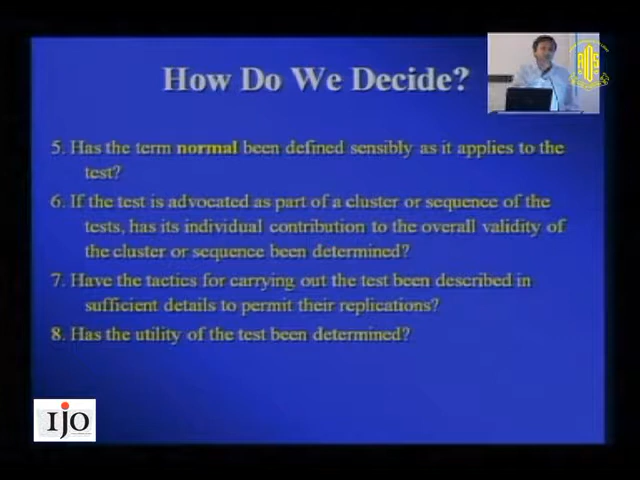 How Do We Decide?
5. Has the term normal been defined sensibly as it applies to the
test?
6. If the test is advocated as part of a cluster or sequence of the
tests, has its individual contribution to the overall validity of
the cluster or sequence been determined?
7. Have the tactics for carrying out the test been described in
sufficient details to permit their replications?
8. Has the utility of the test been determined?
IJO